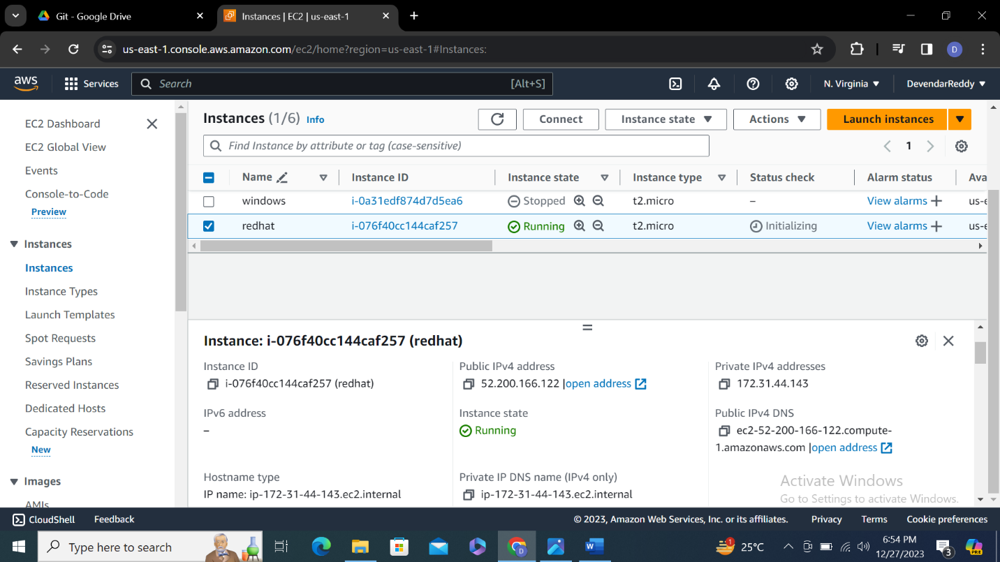 Git - Google Drive
Instances | EC2 | us-east-1
us-east-1.console.aws.amazon.com/ec2/home?region=us-east-1#Instances:
D
aws
Services
Search
[Alt+S]
N. Virginia
DevendarReddy
EC2 Dashboard
EC2 Global View
Events
Console-to-Code
Preview
Instances
Instances
Instance Types
Launch Templates
Spot Requests
Savings Plans
Reserved Instances
Dedicated Hosts
Capacity Reservations
New
Images
AMIs
Instances (1/6) Info
Connect
Instance state
Actions
Launch instances
Find Instance by attribute or tag (case-sensitive)
1
Name Instance ID Instance state Instance type Status check Alarm status Ava
windows i-0a31edf874d7d5ea6 Stopped t2.micro – View alarms + us-e
redhat i-076f40cc144caf257 Running t2.micro Initializing View alarms + us-e
Instance: i-076f40cc144caf257 (redhat)
Instance ID
i-076f40cc144caf257 (redhat)
Public IPv4 address
52.200.166.122 |open address
Private IPv4 addresses
172.31.44.143
IPv6 address
–
Instance state
Running
Public IPv4 DNS
ec2-52-200-166-122.compute-
1.amazonaws.com |open address
Hostname type
IP name: ip-172-31-44-143.ec2.internal
Private IP DNS name (IPv4 only)
ip-172-31-44-143.ec2.internal
Activate Windows
Go to Settings to activate Windows.
CloudShell
Feedback
© 2023, Amazon Web Services, Inc. or its affiliates.
Privacy
Terms
Cookie preferences
Type here to search
D
W
1
25°C
6:54 PM
12/27/2023
3
PRE